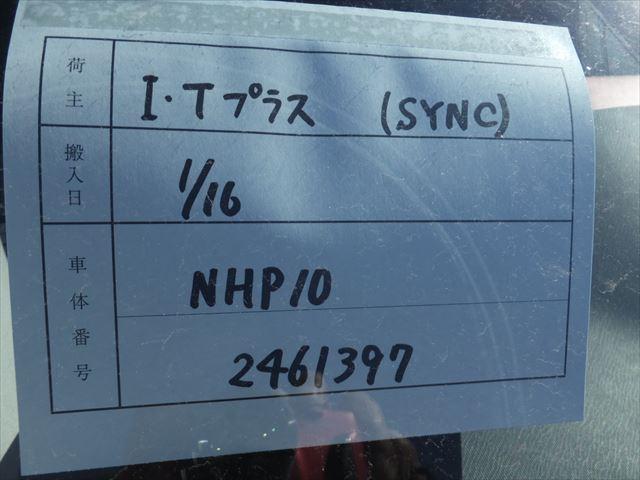 荷主 I・Tプラス (SYNC)
搬入日 1/16
車体番号 NHP10
2461397